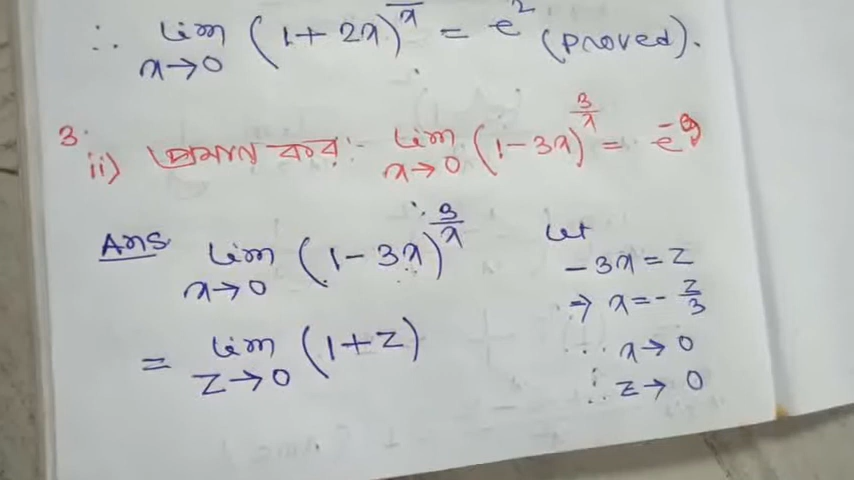 ∴ lim (1+2x)^1/x = e^2 (proved).
x→0
3.
ii) প্রমাণ কর:- lim (1-3x)^3/x = e^-9
x→0
Ans lim (1-3x)^3/x
x→0
= lim (1+z)
z→0
Let
-3x = z
⇒ x = -z/3
∴ x→0
∴ z→0